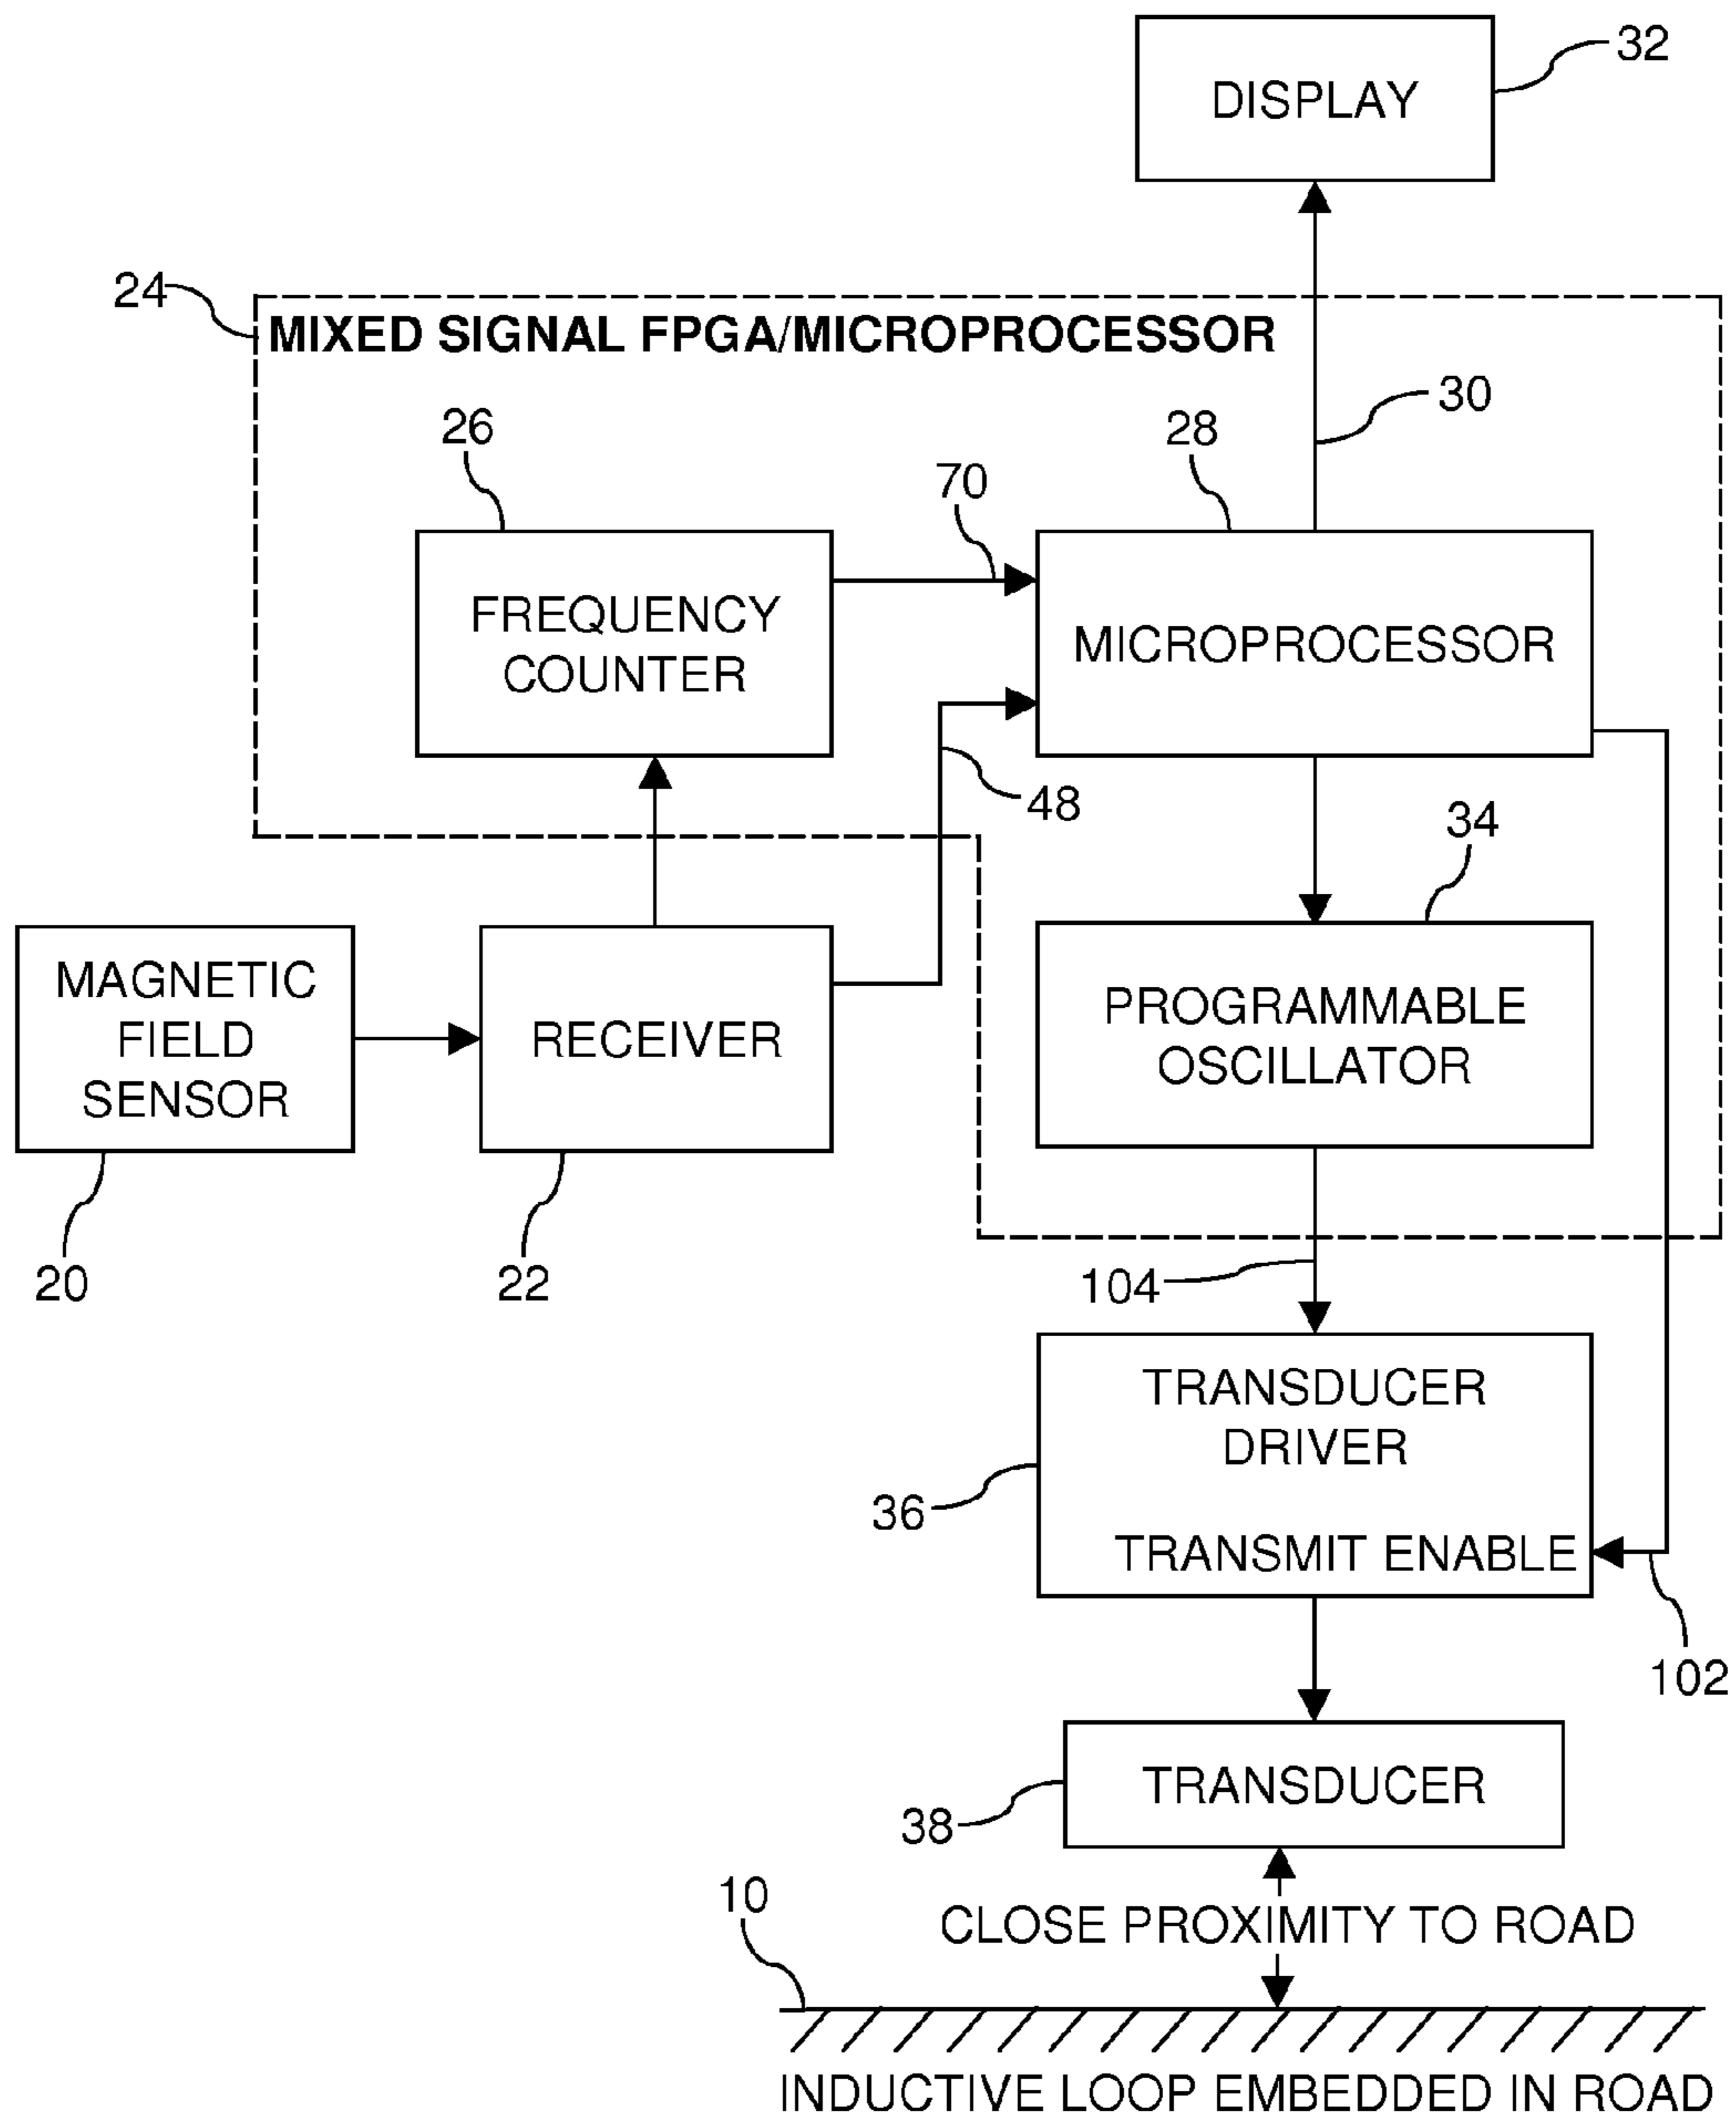 32
DISPLAY
24
MIXED SIGNAL FPGA/MICROPROCESSOR
30
26
28
70
FREQUENCY
COUNTER
MICROPROCESSOR
48
34
MAGNETIC
FIELD
SENSOR
RECEIVER
PROGRAMMABLE
OSCILLATOR
20
22
104
TRANSDUCER
DRIVER
36
TRANSMIT ENABLE
102
TRANSDUCER
38
10
CLOSE PROXIMITY TO ROAD
INDUCTIVE LOOP EMBEDDED IN ROAD